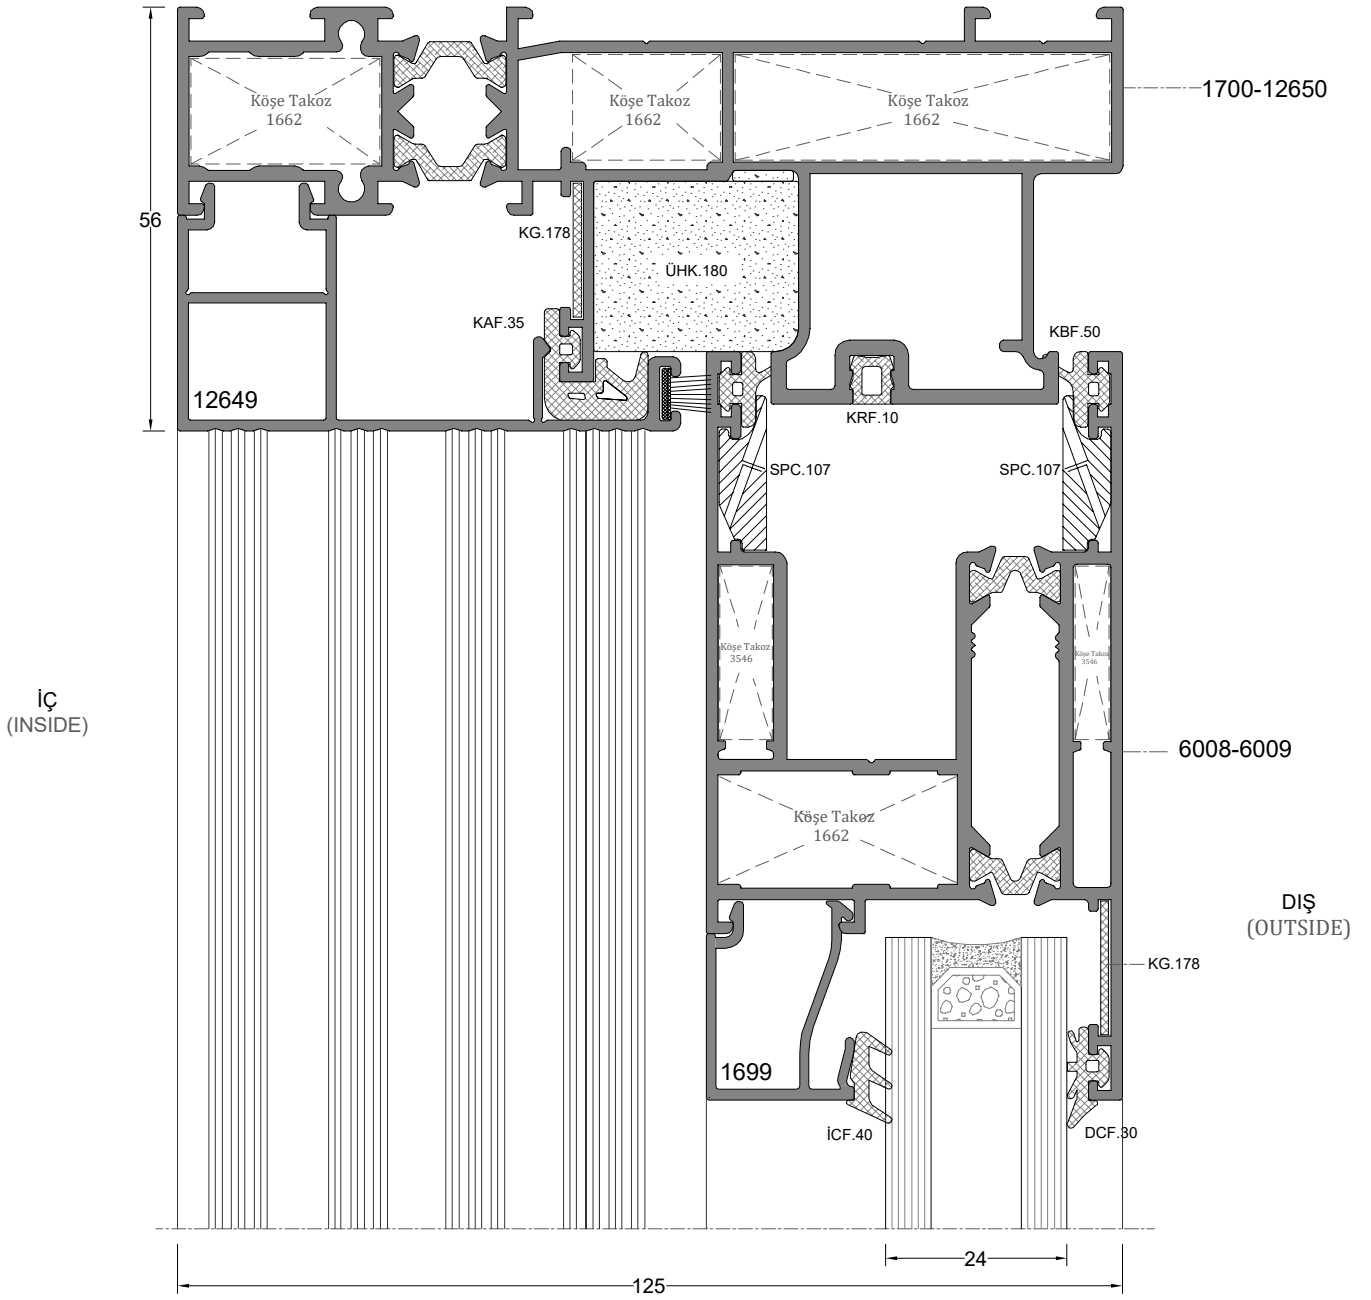 Köşe Takoz
1662
Köşe Takoz
1662
Köşe Takoz
1662
1700-12650
56
KG.178
ÜHK.180
KAF.35
KBF.50
12649
KRF.10
SPC.107
SPC.107
Köşe Takoz
3546
Köşe Takoz
3546
İÇ
(INSIDE)
6008-6009
Köşe Takoz
1662
DIŞ
(OUTSIDE)
KG.178
1699
İCF.40
DCF.30
24
125